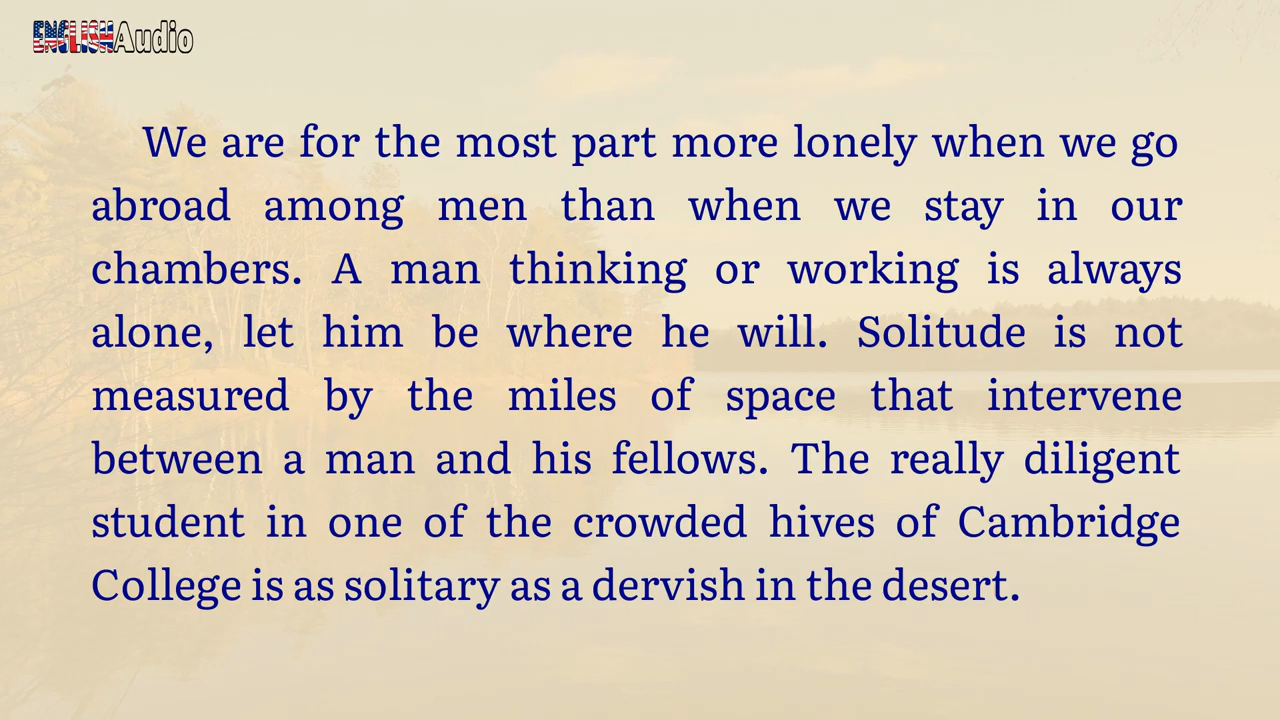 ENGLISHAudio
We are for the most part more lonely when we go
abroad among men than when we stay in our
chambers. A man thinking or working is always
alone, let him be where he will. Solitude is not
measured by the miles of space that intervene
between a man and his fellows. The really diligent
student in one of the crowded hives of Cambridge
College is as solitary as a dervish in the desert.